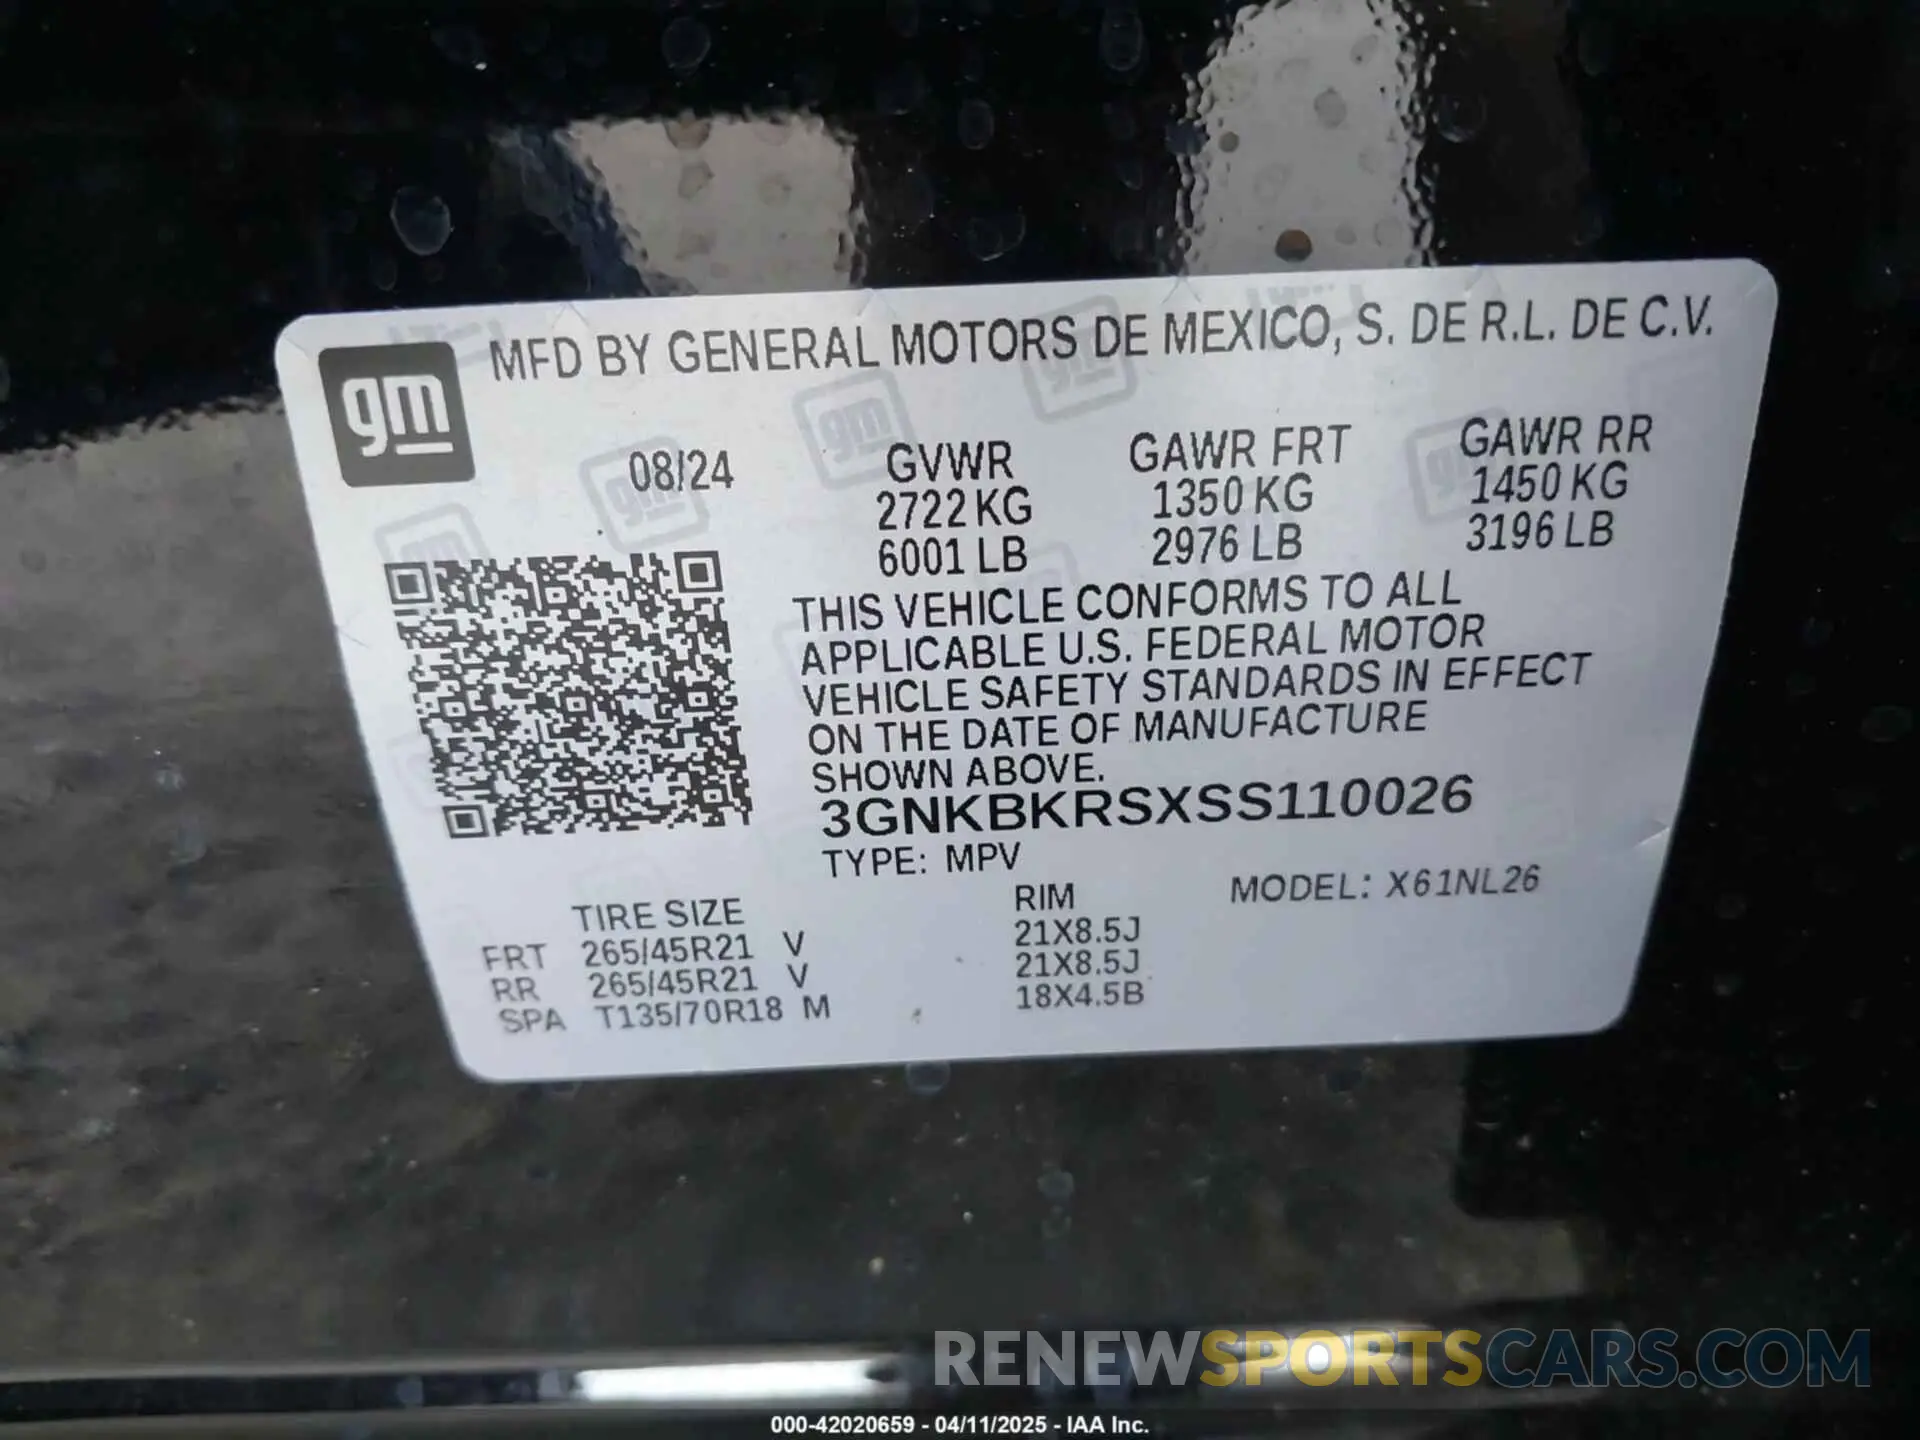 gm
MFD BY GENERAL MOTORS DE MEXICO, S. DE R.L. DE C.V.
08/24 GVWR GAWR FRT GAWR RR
2722 KG 1350 KG 1450 KG
6001 LB 2976 LB 3196 LB
THIS VEHICLE CONFORMS TO ALL
APPLICABLE U.S. FEDERAL MOTOR
VEHICLE SAFETY STANDARDS IN EFFECT
ON THE DATE OF MANUFACTURE
SHOWN ABOVE.
3GNKBKRSXSS110026
TYPE: MPV
TIRE SIZE RIM MODEL: X61NL26
FRT 265/45R21 V 21X8.5J
RR 265/45R21 V 21X8.5J
SPA T135/70R18 M 18X4.5B
RENEWSPORTSCARS.COM
000-42020659 - 04/11/2025 - IAA Inc.